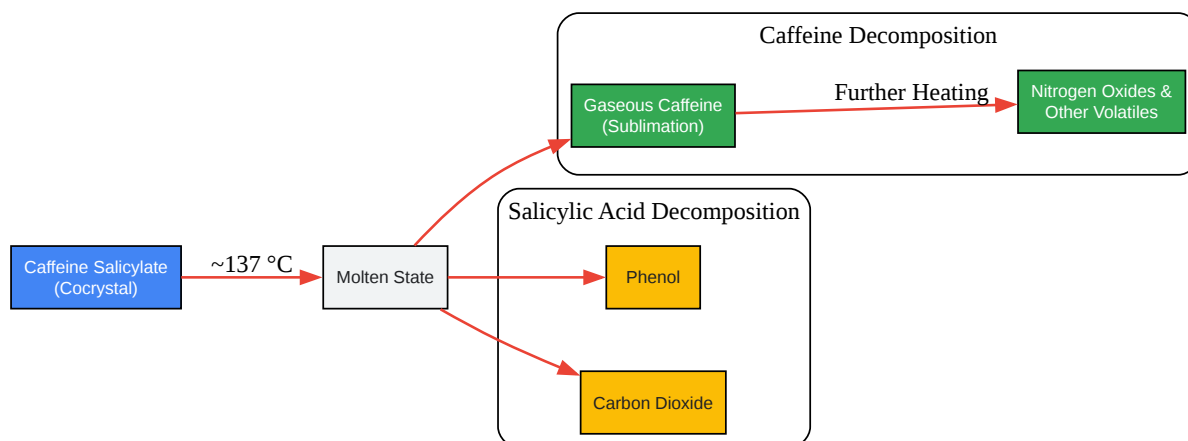 Caffeine Decomposition
Gaseous Caffeine
(Sublimation)
Further Heating
Nitrogen Oxides &
Other Volatiles
Salicylic Acid Decomposition
Caffeine Salicylate
(Cocrystal)
~137 °C
Molten State
Phenol
Carbon Dioxide